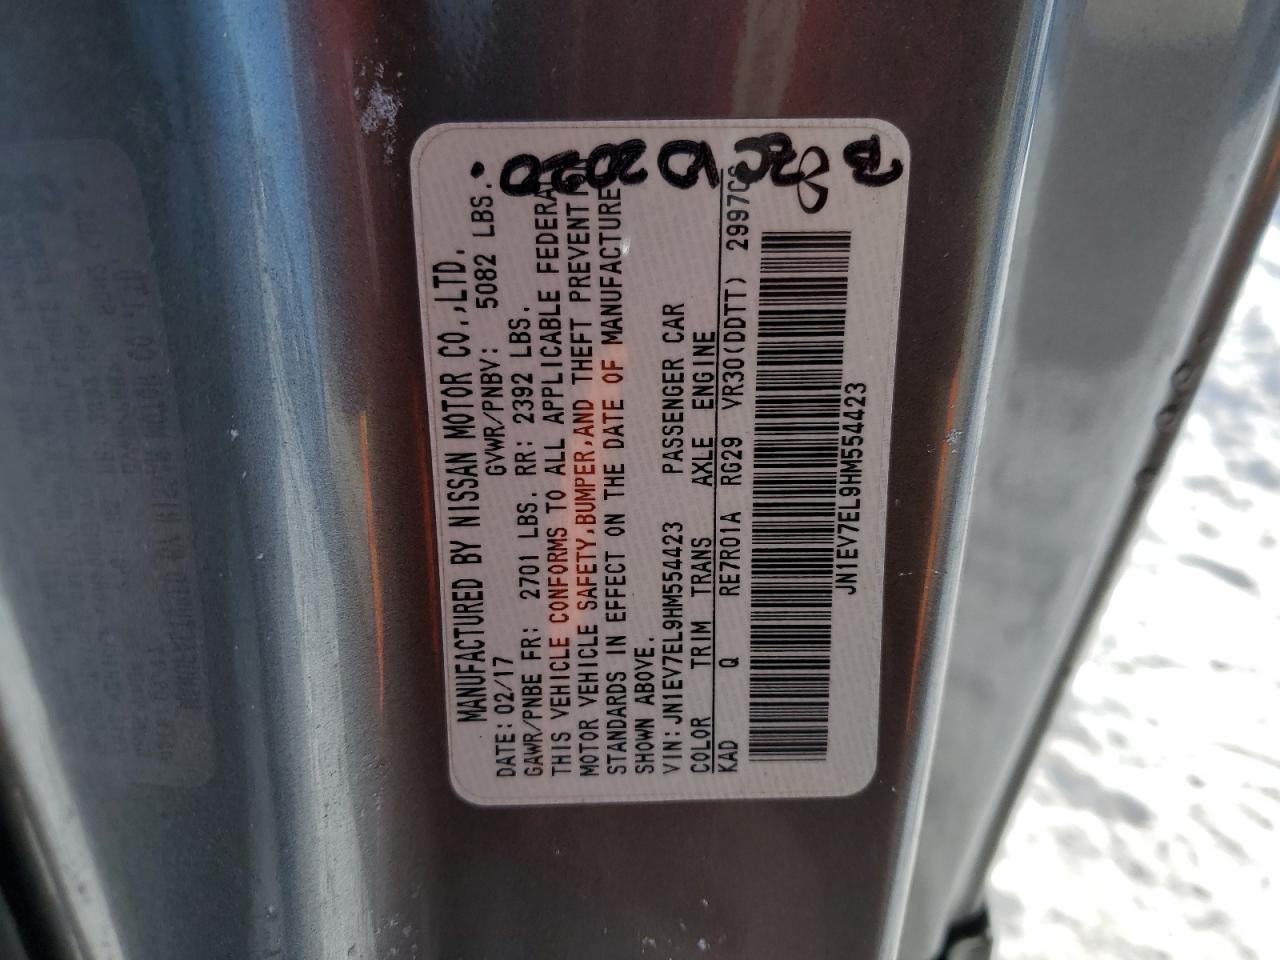 MANUFACTURED BY NISSAN MOTOR CO.,LTD.
DATE: 02/17 GVWR/PNBV: 5082 LBS.
GAWR/PNBE FR: 2701 LBS. RR: 2392 LBS.
THIS VEHICLE CONFORMS TO ALL APPLICABLE FEDERAL
MOTOR VEHICLE SAFETY,BUMPER,AND THEFT PREVENTION
STANDARDS IN EFFECT ON THE DATE OF MANUFACTURE
SHOWN ABOVE.
VIN: JN1EV7EL9HM554423 PASSENGER CAR
COLOR TRIM TRANS AXLE ENGINE
KAD Q RE7R01A RG29 VR30(DDTT) 2997CC
JN1EV7EL9HM554423